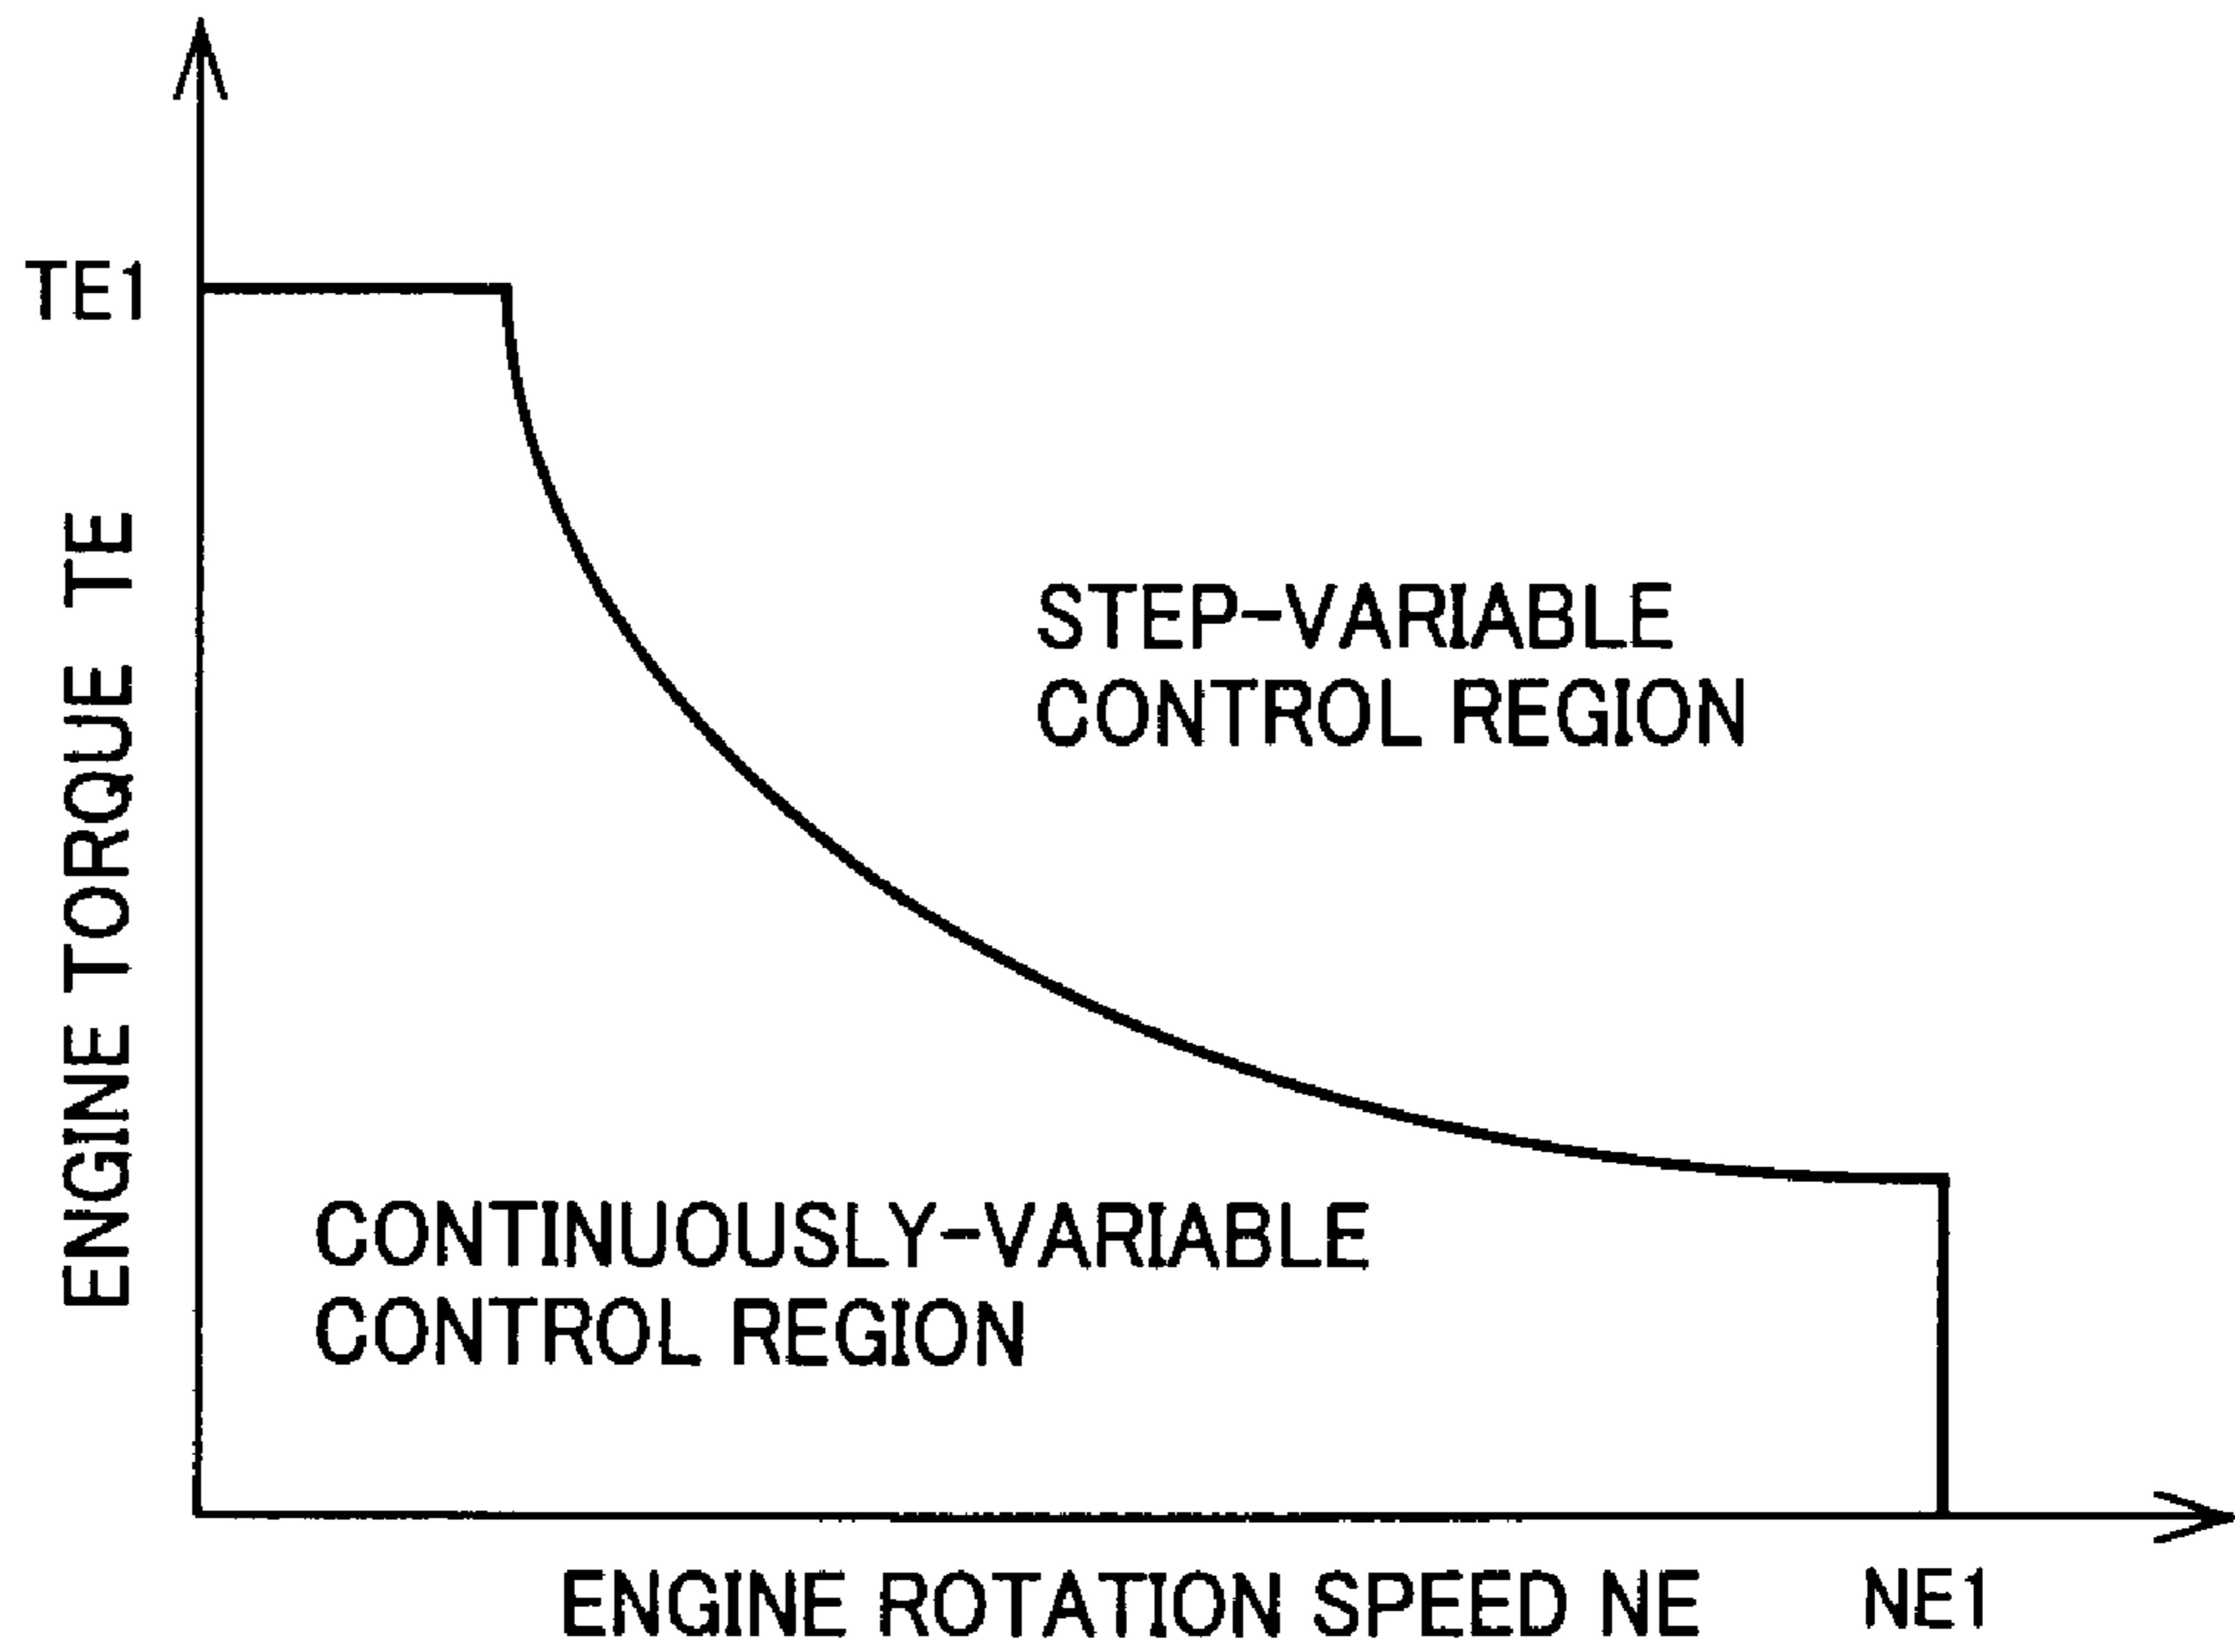 TE1
ENGINE TORQUE TE
STEP-VARIABLE
CONTROL REGION
CONTINUOUSLY-VARIABLE
CONTROL REGION
ENGINE ROTATION SPEED NE
NE1